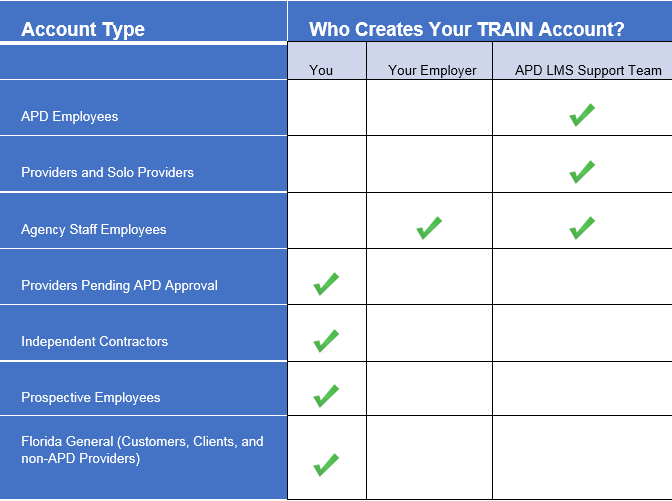 Account Type
Who Creates Your TRAIN Account?
You
Your Employer
APD LMS Support Team
APD Employees
Providers and Solo Providers
Agency Staff Employees
Providers Pending APD Approval
Independent Contractors
Prospective Employees
Florida General (Customers, Clients, and
non-APD Providers)